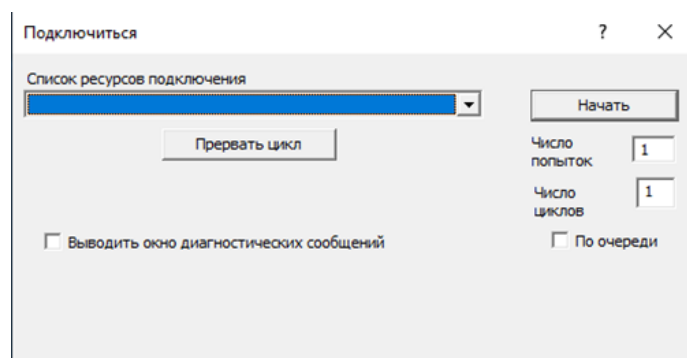 Подключиться ?
Список ресурсов подключения
Начать
Прервать цикл
Число
попыток
1
Число
циклов
1
Выводить окно диагностических сообщений
По очереди